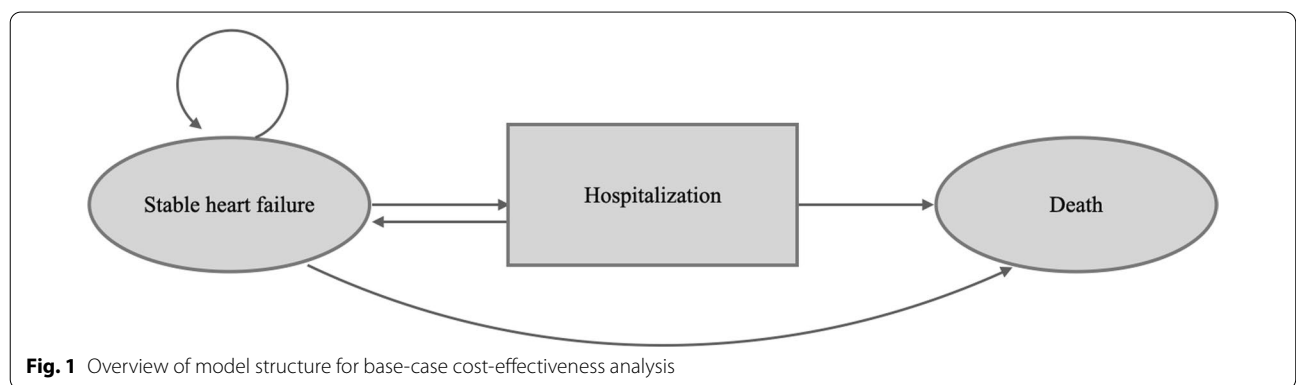 Stable heart failure
Hospitalization
Death
Fig. 1 Overview of model structure for base-case cost-effectiveness analysis